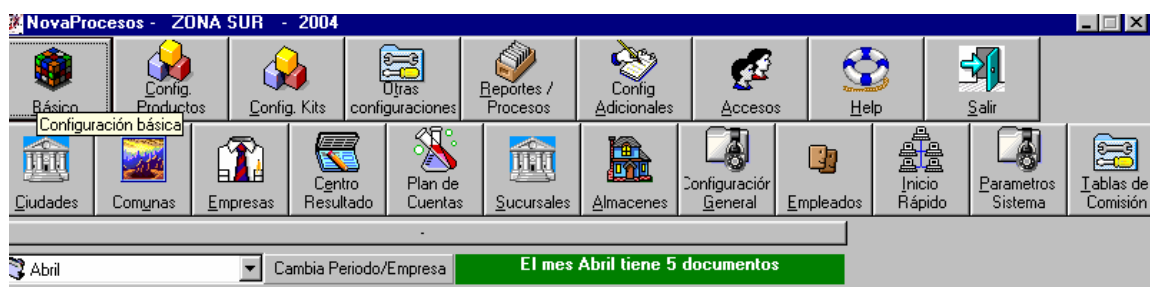 NovaProcesos - ZONA SUR - 2004
Básico
Config. Productos
Config. Kits
Otras configuraciones
Reportes / Procesos
Config Adicionales
Accesos
Help
Salir
Configuración básica
Ciudades
Comunas
Empresas
Centro Resultado
Plan de Cuentas
Sucursales
Almacenes
Configuración General
Empleados
Inicio Rápido
Parametros Sistema
Tablas de Comisión
Abril
Cambia Periodo/Empresa
El mes Abril tiene 5 documentos